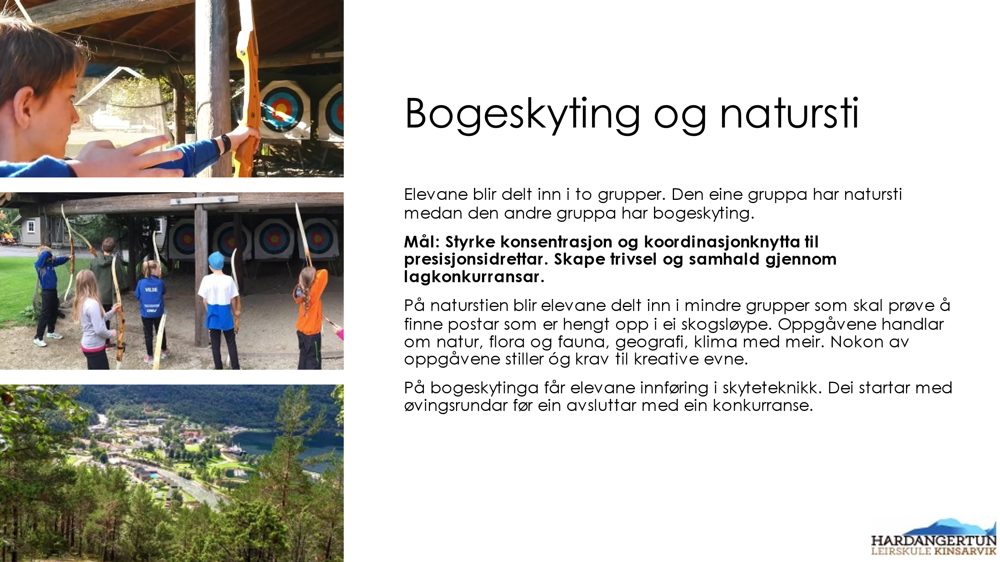 Bogeskyting og natursti
Elevane blir delt inn i to grupper. Den eine gruppa har natursti
medan den andre gruppa har bogeskyting.
Mål: Styrke konsentrasjon og koordinasjonknytta til
presisjonsidrettar. Skape trivsel og samhald gjennom
lagkonkurransar.
På naturstien blir elevane delt inn i mindre grupper som skal prøve å
finne postar som er hengt opp i ei skogsløype. Oppgåvene handlar
om natur, flora og fauna, geografi, klima med meir. Nokon av
oppgåvene stiller óg krav til kreative evne.
På bogeskytinga får elevane innføring i skyteteknikk. Dei startar med
øvingsrundar før ein avsluttar med ein konkurranse.
VILDE
HARDANGERTUN
LEIRSKULE KINSARVIK